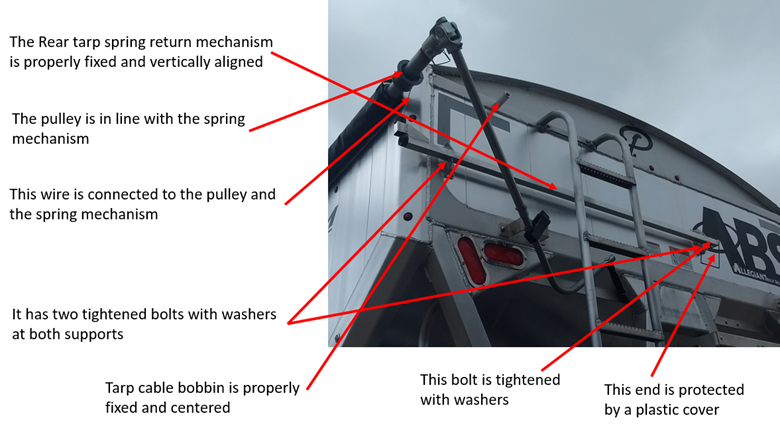 The Rear tarp spring return mechanism
is properly fixed and vertically aligned
The pulley is in line with the spring
mechanism
This wire is connected to the pulley and
the spring mechanism
It has two tightened bolts with washers
at both supports
Tarp cable bobbin is properly
fixed and centered
This bolt is tightened
with washers
This end is protected
by a plastic cover
ABS
ALLEGIANT